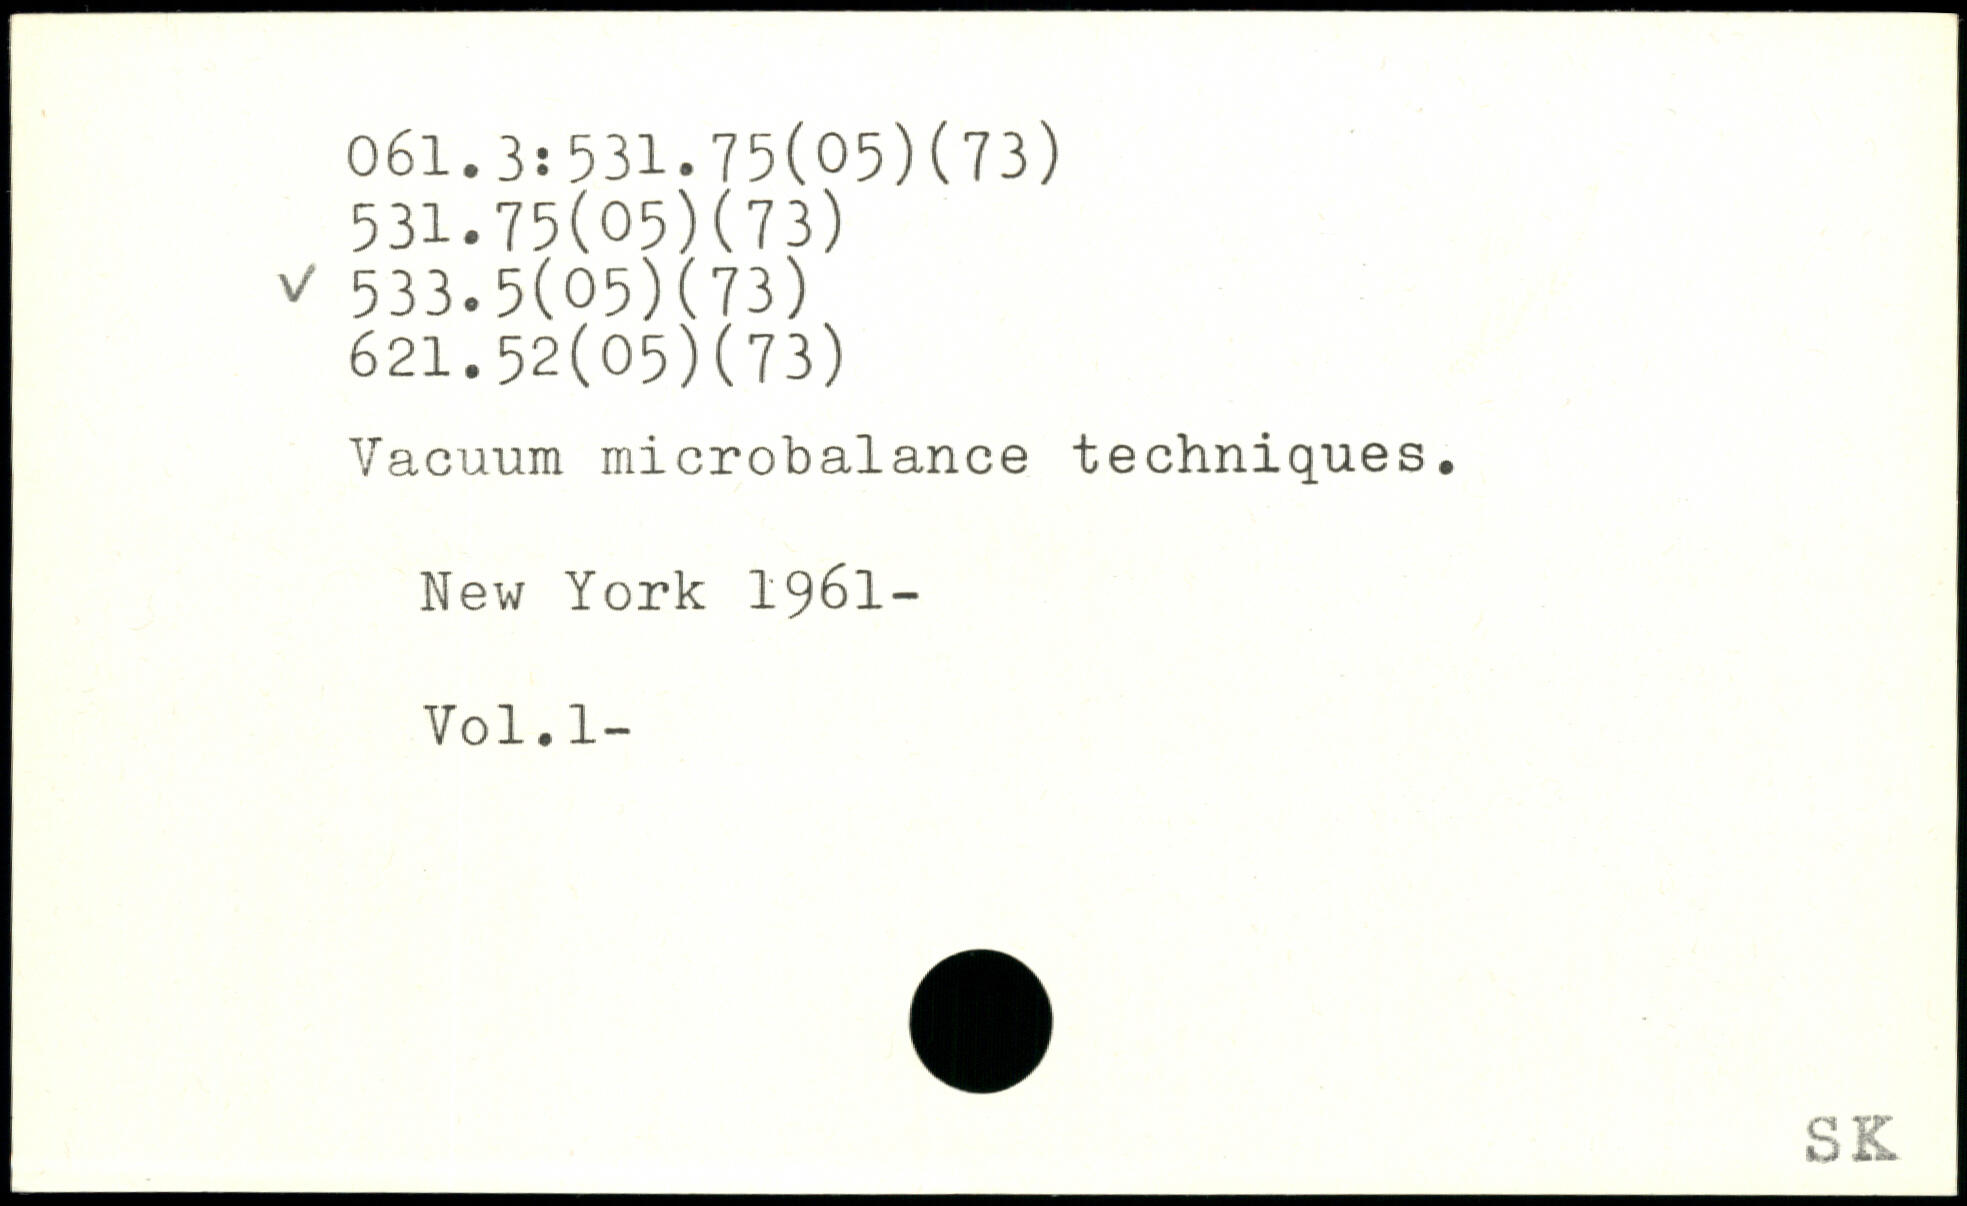 061.3:531.75(05)(73)
531.75(05)(73)
✓ 533.5(05)(73)
621.52(05)(73)
Vacuum microbalance techniques.
New York 1961-
Vol.1-
SK